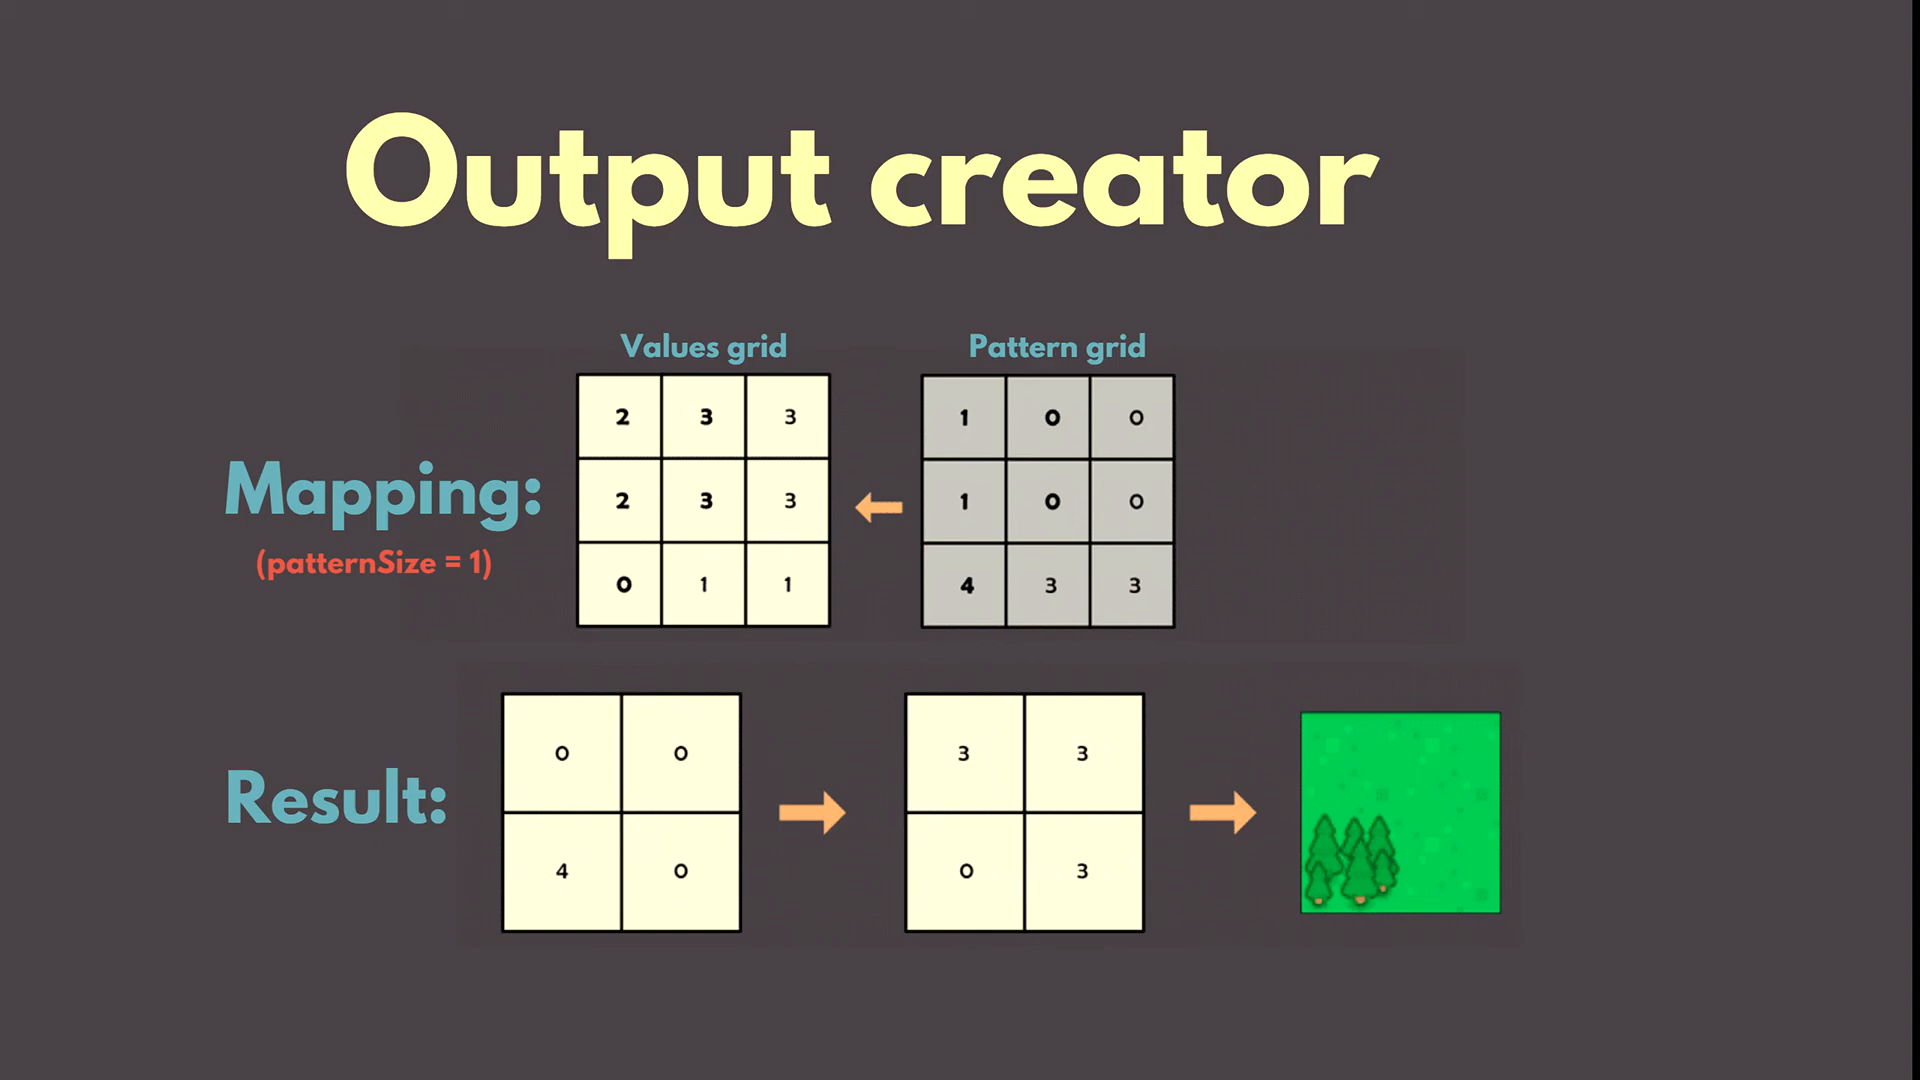 Output creator
Values grid
Pattern grid
Mapping:
(patternSize = 1)
2 3 3
2 3 3
0 1 1
1 0 0
1 0 0
4 3 3
Result:
0 0
4 0
3 3
0 3